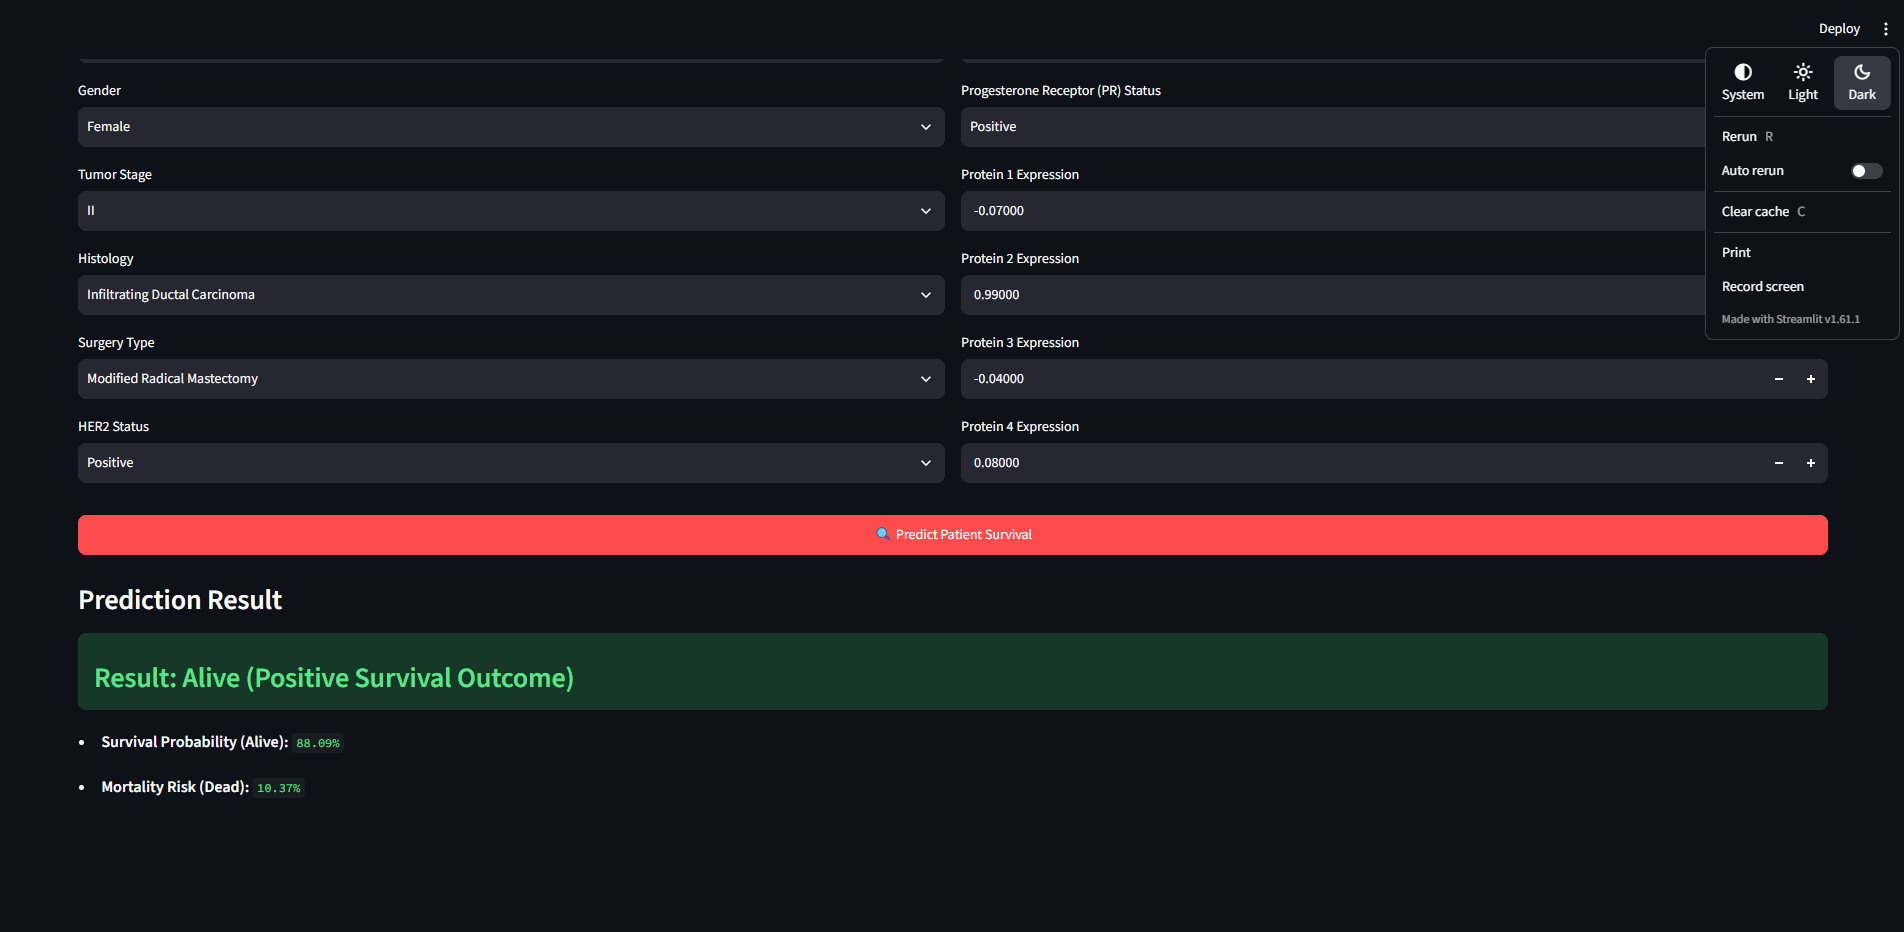 Deploy
System
Light
Dark
Rerun R
Auto rerun
Clear cache C
Print
Record screen
Made with Streamlit v1.61.1
Gender
Female
Tumor Stage
II
Histology
Infiltrating Ductal Carcinoma
Surgery Type
Modified Radical Mastectomy
HER2 Status
Positive
Progesterone Receptor (PR) Status
Positive
Protein 1 Expression
-0.07000
Protein 2 Expression
0.99000
Protein 3 Expression
-0.04000
Protein 4 Expression
0.08000
Predict Patient Survival
Prediction Result
Result: Alive (Positive Survival Outcome)
Survival Probability (Alive): 88.09%
Mortality Risk (Dead): 10.37%